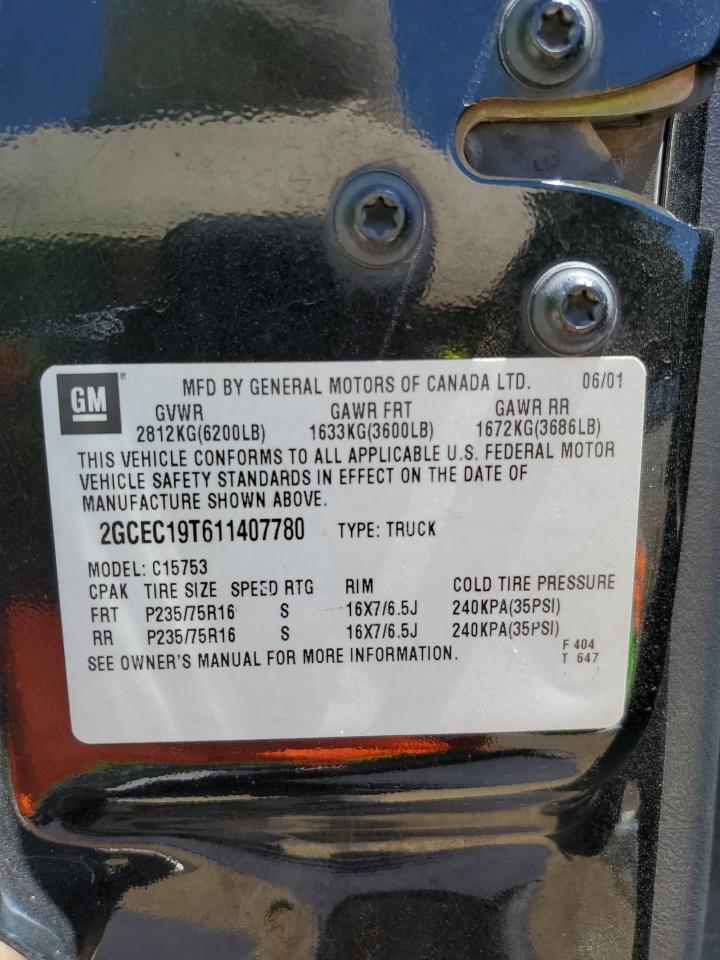 L13
GM ®
MFD BY GENERAL MOTORS OF CANADA LTD. 06/01
GVWR GAWR FRT GAWR RR
2812KG(6200LB) 1633KG(3600LB) 1672KG(3686LB)
THIS VEHICLE CONFORMS TO ALL APPLICABLE U.S. FEDERAL MOTOR
VEHICLE SAFETY STANDARDS IN EFFECT ON THE DATE OF
MANUFACTURE SHOWN ABOVE.
2GCEC19T611407780 TYPE: TRUCK
MODEL: C15753
CPAK TIRE SIZE SPEED RTG RIM COLD TIRE PRESSURE
FRT P235/75R16 S 16X7/6.5J 240KPA(35PSI)
RR P235/75R16 S 16X7/6.5J 240KPA(35PSI)
SEE OWNER'S MANUAL FOR MORE INFORMATION.
F 404
T 647